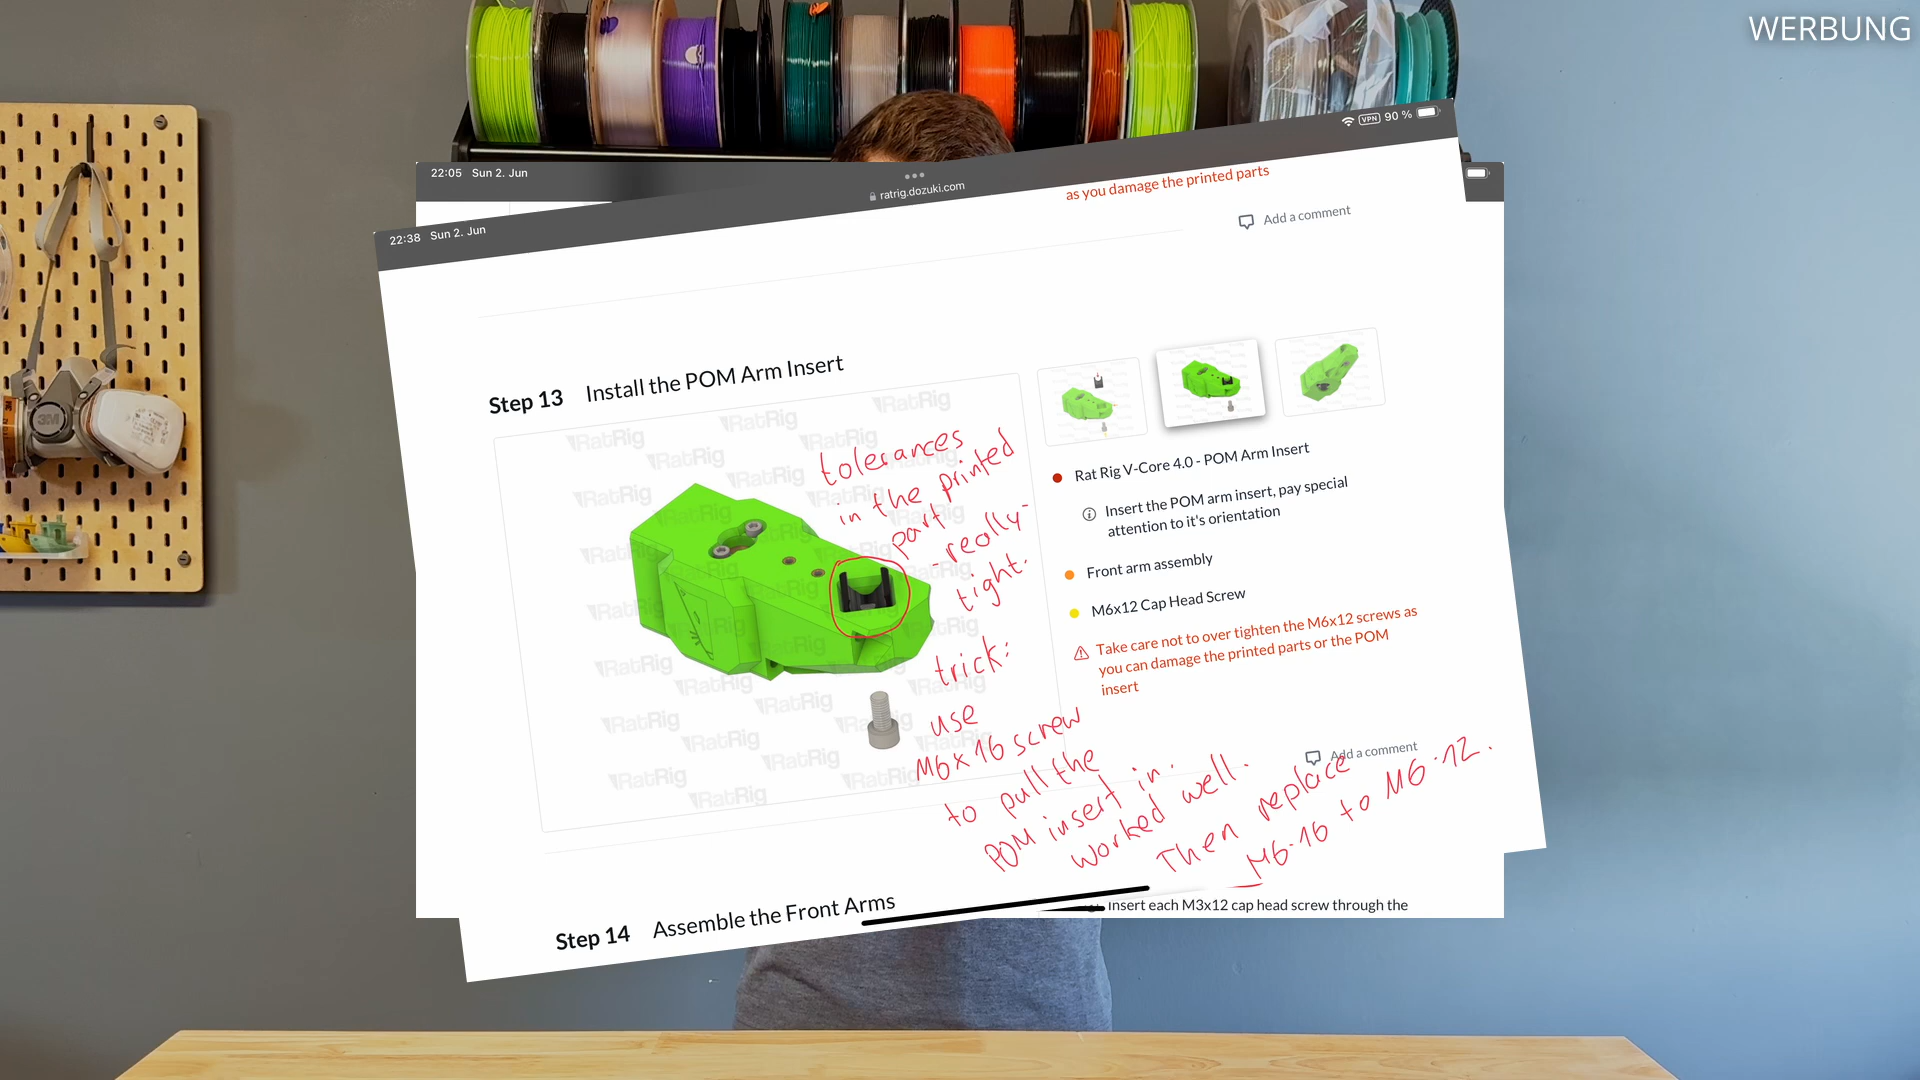 WERBUNG
22:05 Sun 2. Jun
VPN 90 %
22:38 Sun 2. Jun
ratrig.dozuki.com
as you damage the printed parts
Add a comment
Step 13 Install the POM Arm Insert
RatRig
tolerances
in the printed
part
- really-
tight.
trick:
use
M6x16 screw
to pull the
POM insert in.
worked well.
Then replace
M6-16 to M6-12.
Rat Rig V-Core 4.0 - POM Arm Insert
Insert the POM arm insert, pay special
attention to it's orientation
Front arm assembly
M6x12 Cap Head Screw
Take care not to over tighten the M6x12 screws as
you can damage the printed parts or the POM
insert
Add a comment
Step 14 Assemble the Front Arms
Insert each M3x12 cap head screw through the
3M